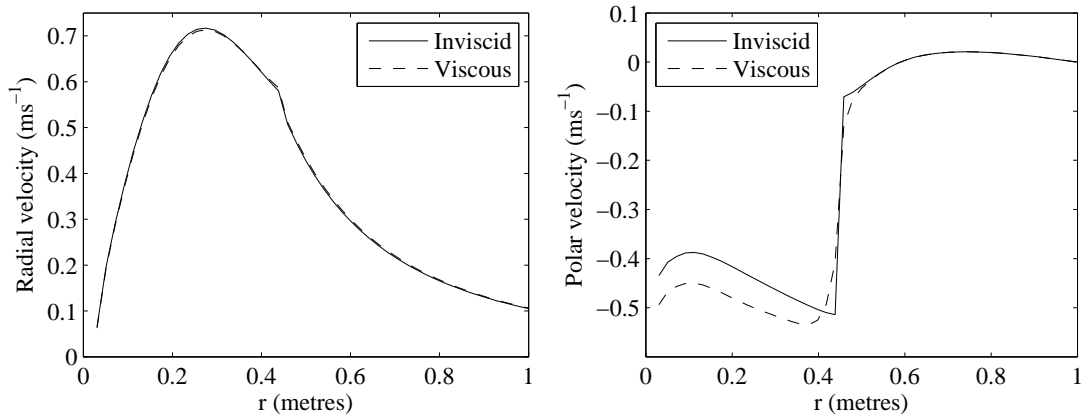 Radial velocity (ms−1)
0.7
0.6
0.5
0.4
0.3
0.2
0.1
0
Inviscid
Viscous
0 0.2 0.4 0.6 0.8 1
r (metres)
Polar velocity (ms−1)
0.1
0
−0.1
−0.2
−0.3
−0.4
−0.5
Inviscid
Viscous
0 0.2 0.4 0.6 0.8 1
r (metres)